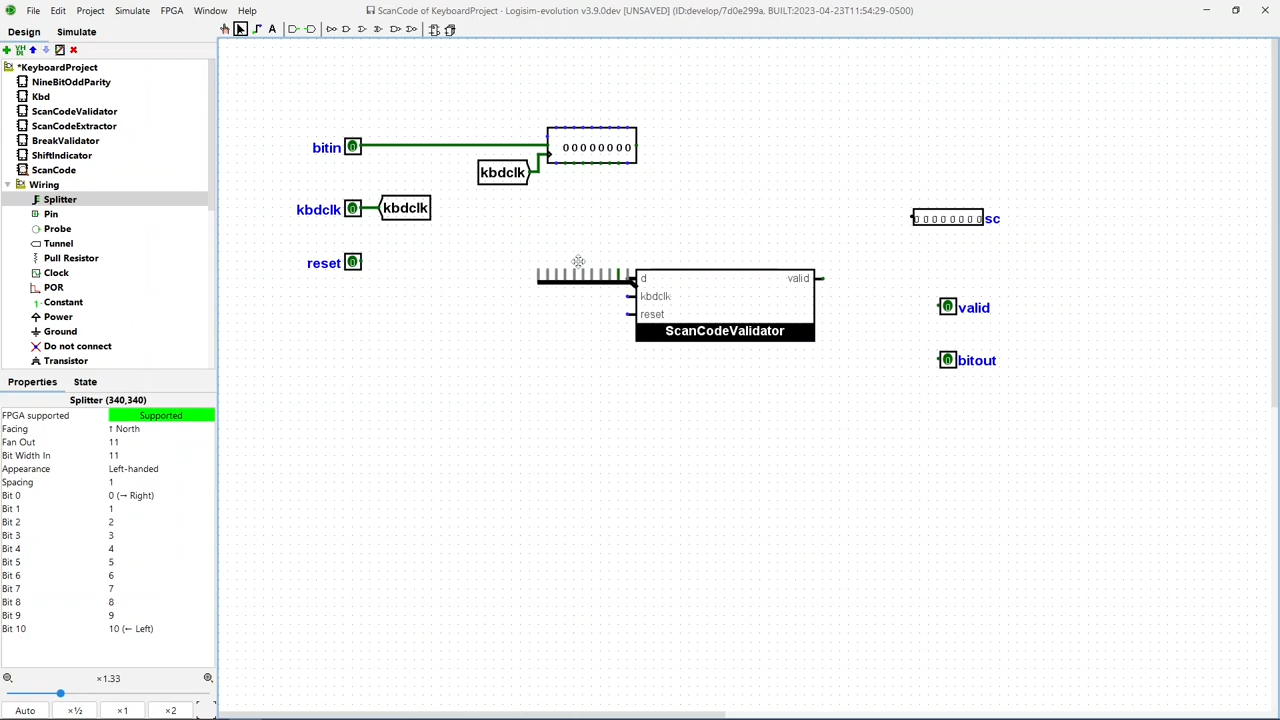 ScanCode of KeyboardProject - Logisim-evolution v3.9.0dev [UNSAVED] (ID:develop/7d0e299a, BUILT:2023-04-23T11:54:29-0500)
File Edit Project Simulate FPGA Window Help
Design Simulate
A
VH
*KeyboardProject
NineBitOddParity
Kbd
ScanCodeValidator
ScanCodeExtractor
BreakValidator
ShiftIndicator
ScanCode
Wiring
Splitter
Pin
Probe
Tunnel
Pull Resistor
Clock
POR
Constant
Power
Ground
Do not connect
Transistor
Properties State
Splitter (340,340)
FPGA supported Supported
Facing ↑ North
Fan Out 11
Bit Width In 11
Appearance Left-handed
Spacing 1
Bit 0 0 (→ Right)
Bit 1 1
Bit 2 2
Bit 3 3
Bit 4 4
Bit 5 5
Bit 6 6
Bit 7 7
Bit 8 8
Bit 9 9
Bit 10 10 (← Left)
×1.33
Auto ×½ ×1 ×2
bitin 0
00000000
kbdclk
kbdclk 0 kbdclk
reset 0
d valid
kbdclk
reset
ScanCodeValidator
00000000 sc
0 valid
0 bitout